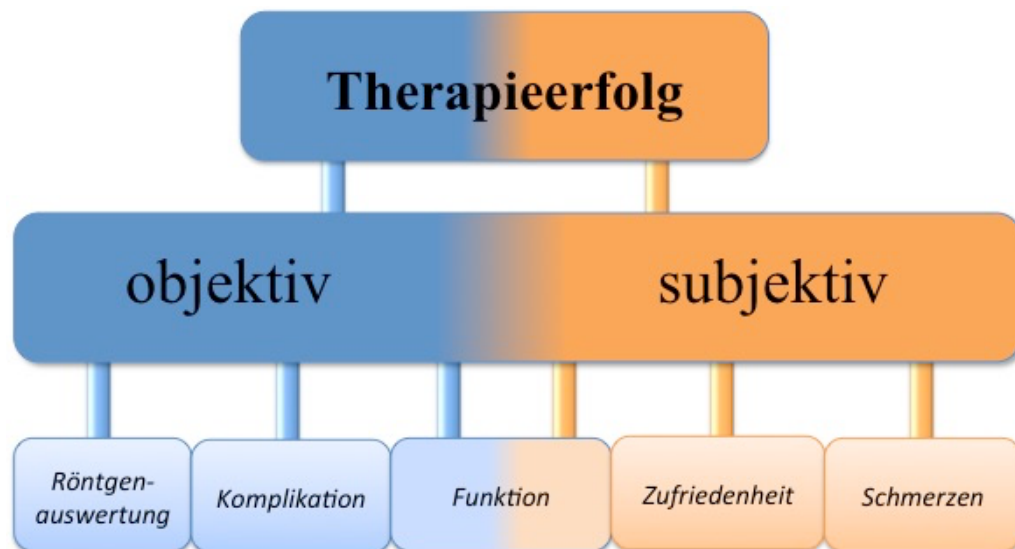 Therapieerfolg
objektiv subjektiv
Röntgen-
auswertung
Komplikation
Funktion
Zufriedenheit
Schmerzen